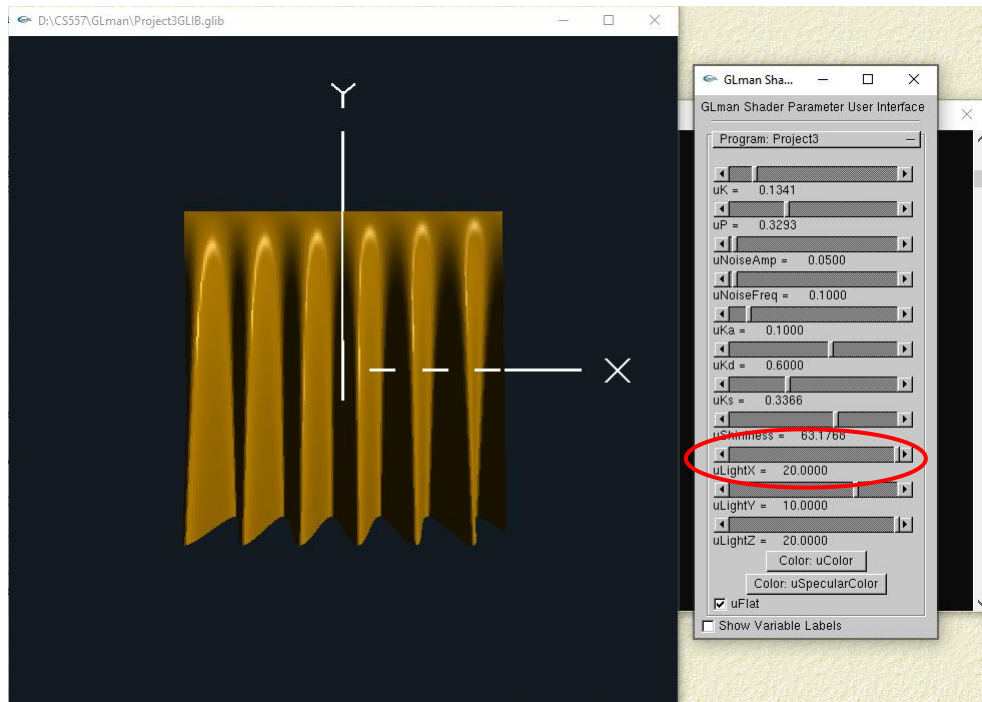 D:\CS557\GLman\Project3GLIB.glib
Y
X
GLman Sha...
GLman Shader Parameter User Interface
Program: Project3
uK = 0.1341
uP = 0.3293
uNoiseAmp = 0.0500
uNoiseFreq = 0.1000
uKa = 0.1000
uKd = 0.6000
uKs = 0.3366
uShininess = 63.1768
uLightX = 20.0000
uLightY = 10.0000
uLightZ = 20.0000
Color: uColor
Color: uSpecularColor
uFlat
Show Variable Labels